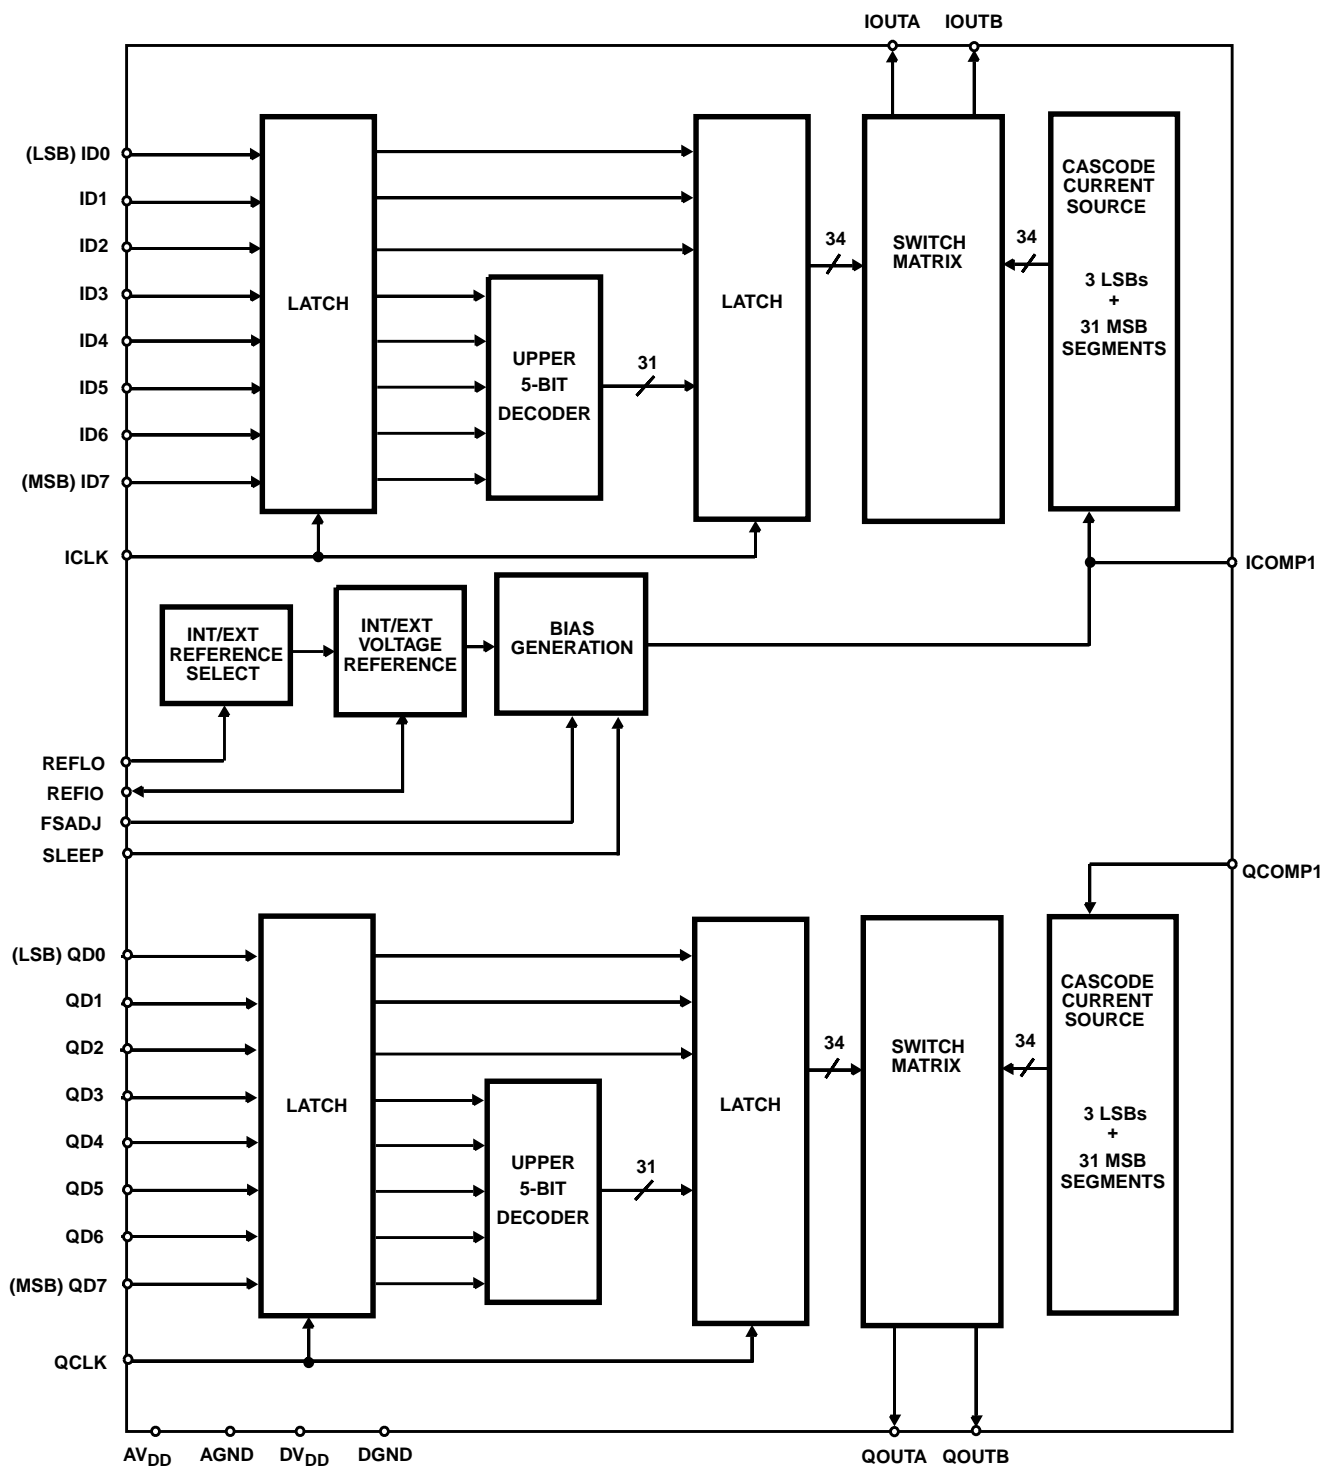 IOUTA IOUTB
(LSB) ID0
ID1
ID2
ID3
ID4
ID5
ID6
(MSB) ID7
ICLK
LATCH
UPPER
5-BIT
DECODER
31
LATCH
34
SWITCH
MATRIX
34
CASCODE
CURRENT
SOURCE
3 LSBs
+
31 MSB
SEGMENTS
ICOMP1
INT/EXT
REFERENCE
SELECT
INT/EXT
VOLTAGE
REFERENCE
BIAS
GENERATION
REFLO
REFIO
FSADJ
SLEEP
QCOMP1
(LSB) QD0
QD1
QD2
QD3
QD4
QD5
QD6
(MSB) QD7
QCLK
LATCH
UPPER
5-BIT
DECODER
31
LATCH
34
SWITCH
MATRIX
34
CASCODE
CURRENT
SOURCE
3 LSBs
+
31 MSB
SEGMENTS
AVDD AGND DVDD DGND QOUTA QOUTB